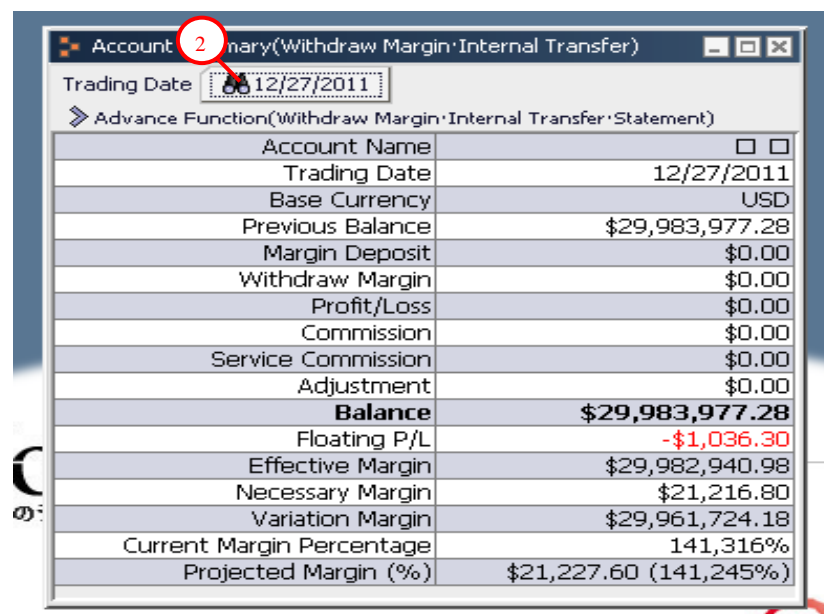 Account mary(Withdraw Margin·Internal Transfer)
2
Trading Date 12/27/2011
Advance Function(Withdraw Margin·Internal Transfer·Statement)
Account Name □ □
Trading Date 12/27/2011
Base Currency USD
Previous Balance $29,983,977.28
Margin Deposit $0.00
Withdraw Margin $0.00
Profit/Loss $0.00
Commission $0.00
Service Commission $0.00
Adjustment $0.00
Balance $29,983,977.28
Floating P/L -$1,036.30
Effective Margin $29,982,940.98
Necessary Margin $21,216.80
Variation Margin $29,961,724.18
Current Margin Percentage 141,316%
Projected Margin (%) $21,227.60 (141,245%)
の